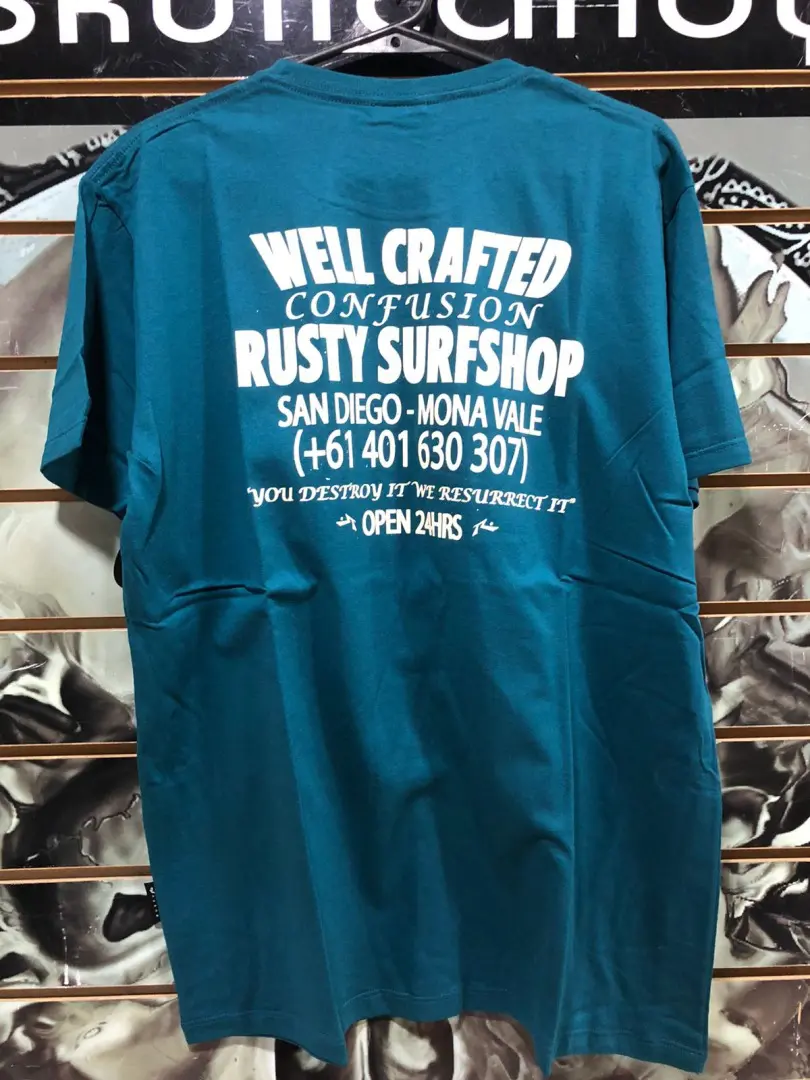 WELL CRAFTED
CONFUSION
RUSTY SURFSHOP
SAN DIEGO - MONA VALE
(+61 401 630 307)
"YOU DESTROY IT WE RESURRECT IT"
OPEN 24HRS